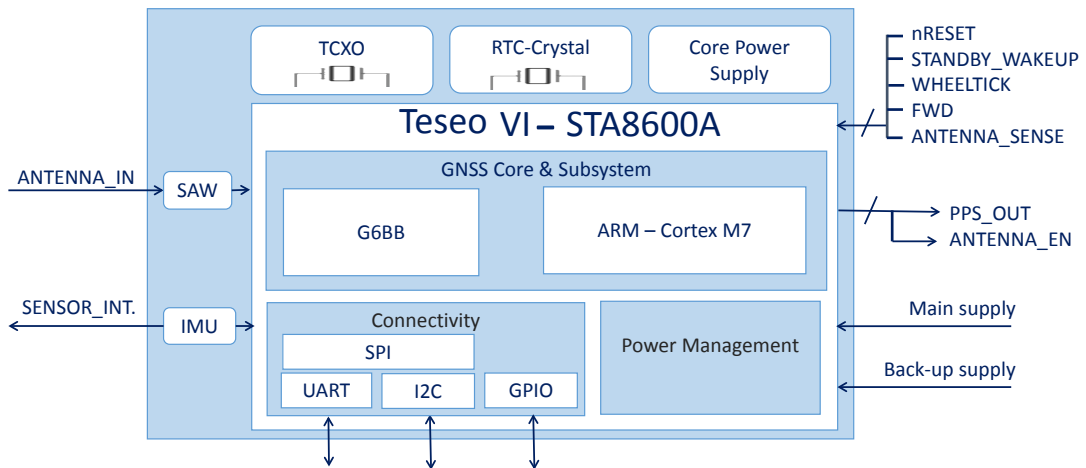 TCXO
RTC-Crystal
Core Power
Supply
nRESET
STANDBY_WAKEUP
WHEELTICK
FWD
ANTENNA_SENSE
Teseo VI – STA8600A
GNSS Core & Subsystem
ANTENNA_IN
SAW
G6BB
ARM – Cortex M7
PPS_OUT
ANTENNA_EN
SENSOR_INT.
IMU
Connectivity
SPI
UART
I2C
GPIO
Power Management
Main supply
Back-up supply